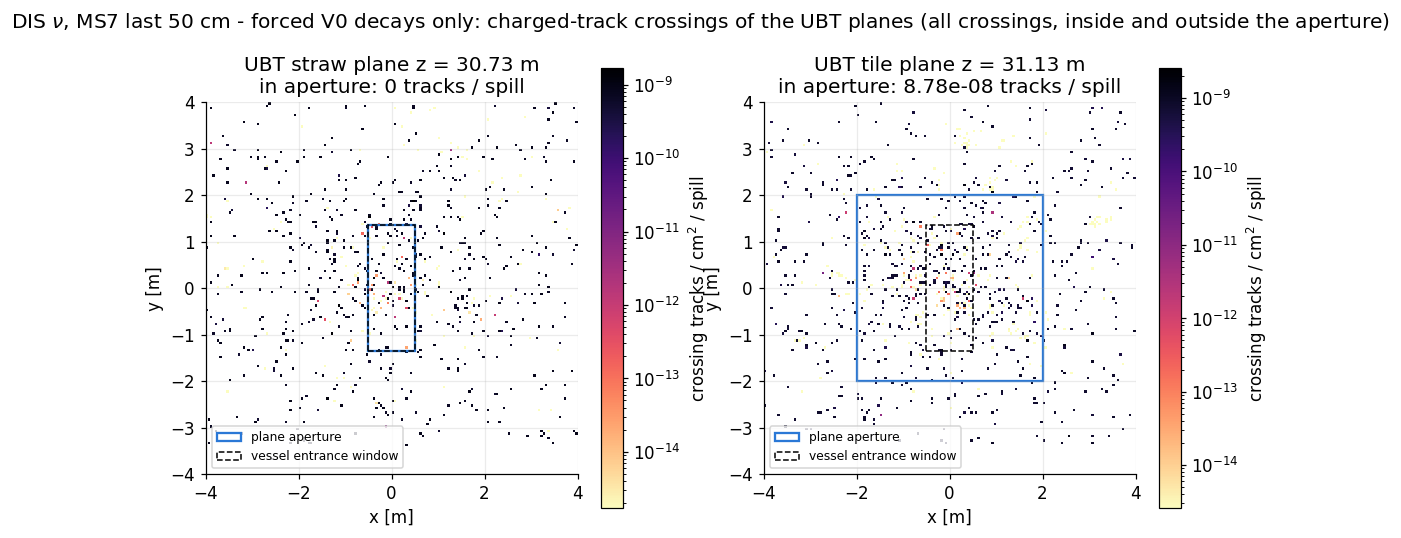 DIS ν, MS7 last 50 cm - forced V0 decays only: charged-track crossings of the UBT planes (all crossings, inside and outside the aperture)
UBT straw plane z = 30.73 m
in aperture: 0 tracks / spill
4
3
2
1
0
−1
−2
−3
−4
y [m]
−4
−2
0
2
4
x [m]
plane aperture
vessel entrance window
10⁻⁹
10⁻¹⁰
10⁻¹¹
10⁻¹²
10⁻¹³
10⁻¹⁴
crossing tracks / cm² / spill
UBT tile plane z = 31.13 m
in aperture: 8.78e-08 tracks / spill
4
3
2
1
0
−1
−2
−3
−4
y [m]
−4
−2
0
2
4
x [m]
plane aperture
vessel entrance window
10⁻⁹
10⁻¹⁰
10⁻¹¹
10⁻¹²
10⁻¹³
10⁻¹⁴
crossing tracks / cm² / spill